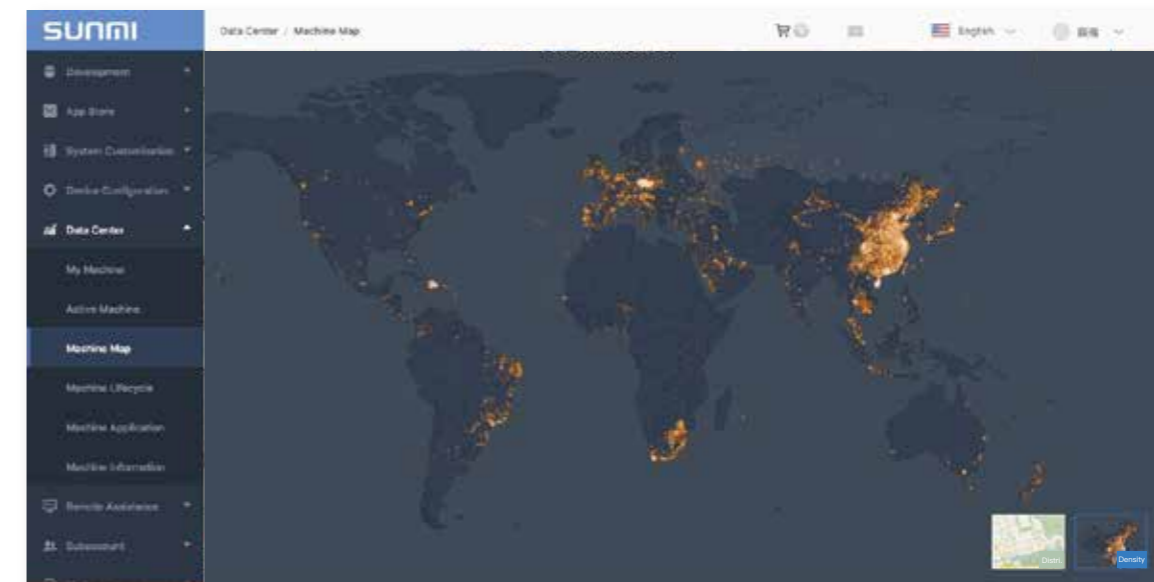 SUNMI
Data Center / Machine Map
English
Development
App Store
System Customization
Device Configuration
Data Center
My Machine
Active Machine
Machine Map
Machine Lifecycle
Machine Application
Machine Information
Remote Assistance
Subaccount
Distri
Density